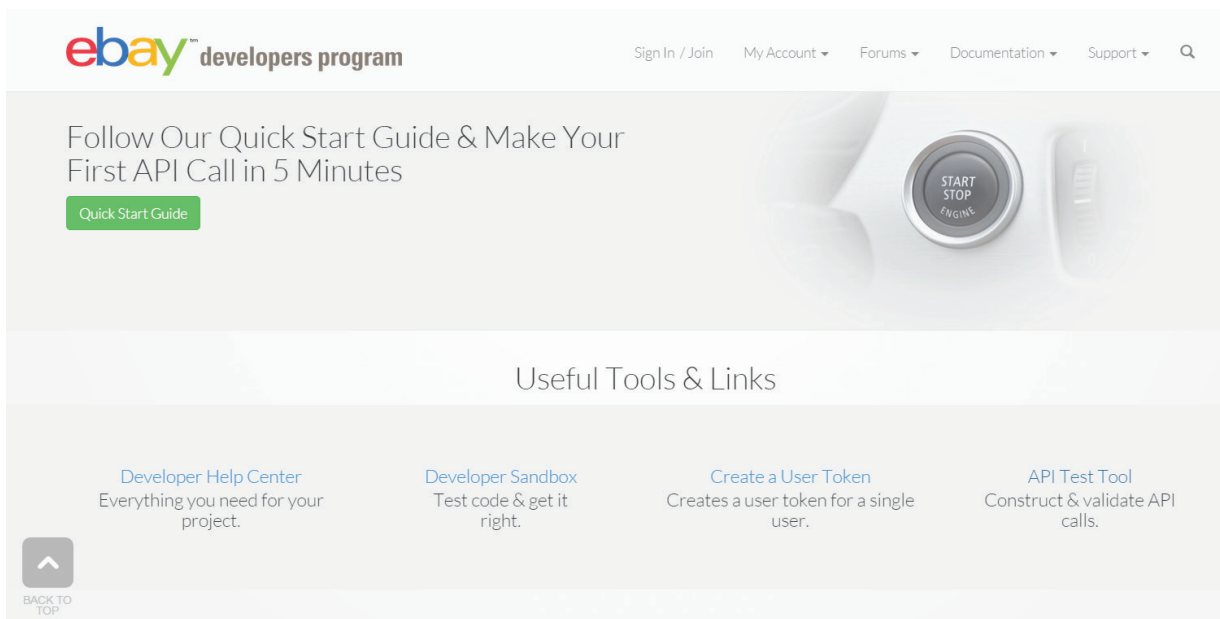 ebay™ developers program
Sign In / Join My Account Forums Documentation Support
Follow Our Quick Start Guide & Make Your
First API Call in 5 Minutes
Quick Start Guide
START
STOP
ENGINE
Useful Tools & Links
Developer Help Center
Everything you need for your
project.
Developer Sandbox
Test code & get it
right.
Create a User Token
Creates a user token for a single
user.
API Test Tool
Construct & validate API
calls.
BACK TO
TOP